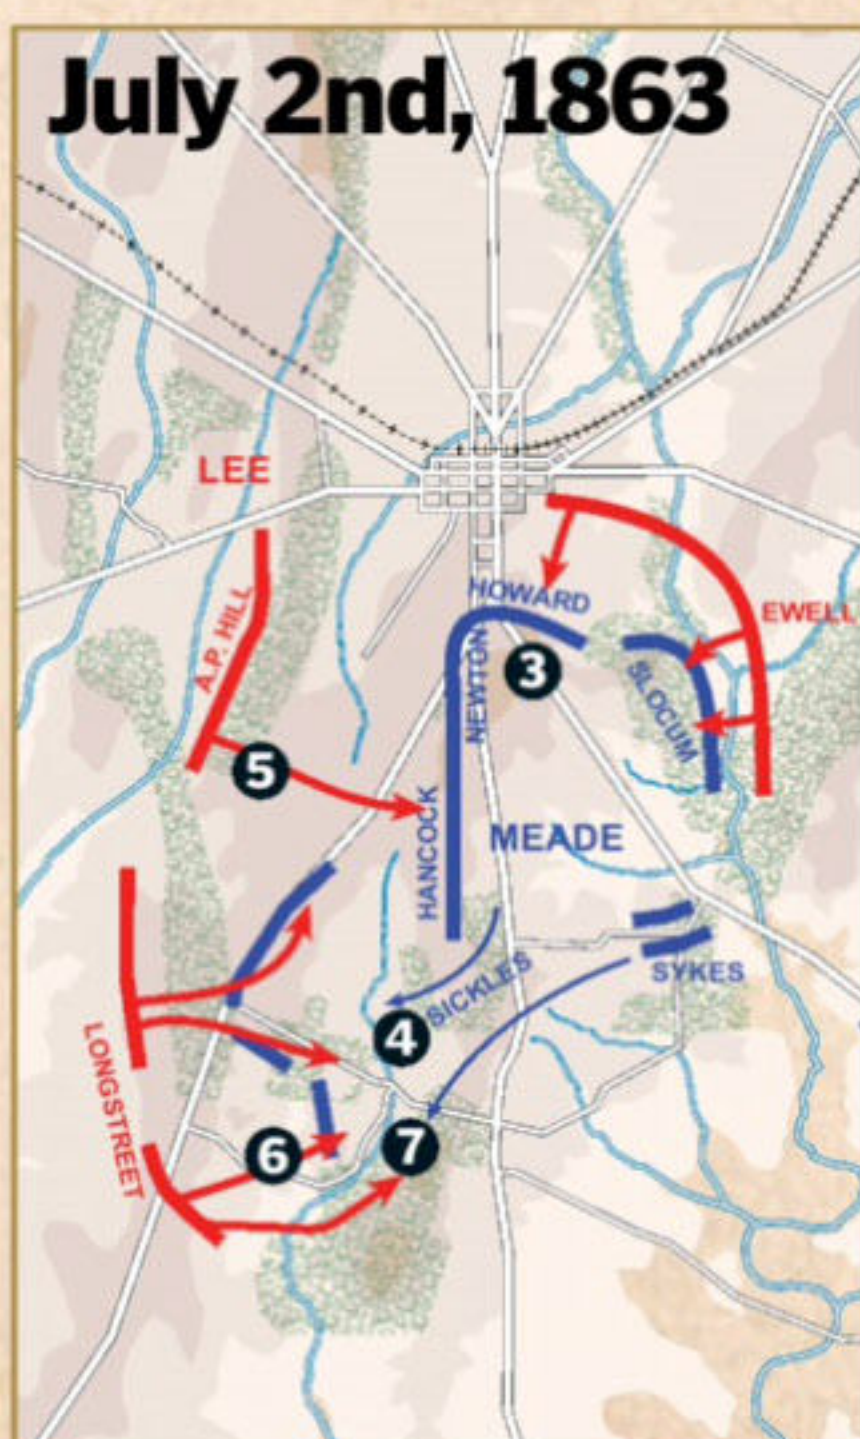 July 2nd, 1863
LEE
HOWARD
EWELL
A.P. HILL
NEWTON
3
SLOCUM
5
HANCOCK
MEADE
SICKLES
SYKES
4
LONGSTREET
6
7